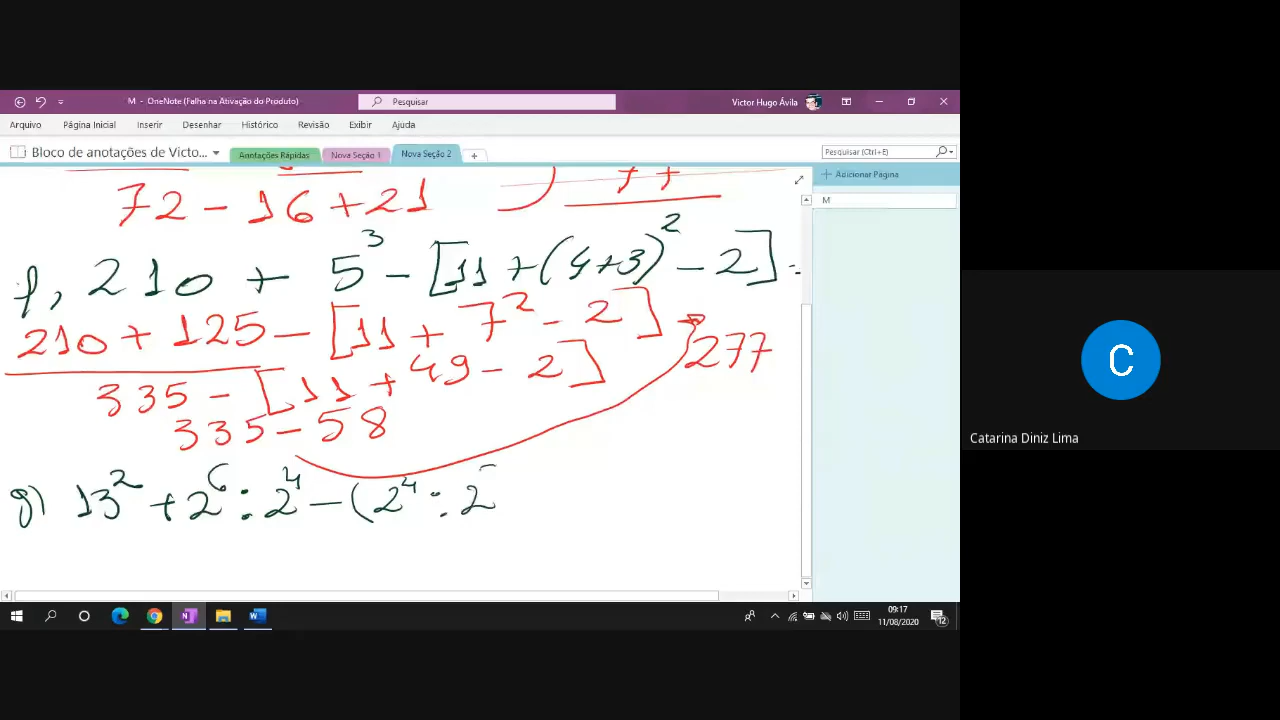 M - OneNote (Falha na Ativação do Produto)
Pesquisar
Victor Hugo Ávila
Arquivo Página Inicial Inserir Desenhar Histórico Revisão Exibir Ajuda
Bloco de anotações de Victo...
Anotações Rápidas
Nova Seção 1
Nova Seção 2
+
Pesquisar (Ctrl+E)
Adicionar Página
M
72 - 16 + 21
f, 210 + 5³ - [11 + (4+3)² - 2] =
210 + 125 - [11 + 7² - 2]
277
335 - [11 + 49 - 2]
335 - 58
g) 13² + 2⁶ : 2⁴ - (2⁴ : 2
C
Catarina Diniz Lima
09:17
11/08/2020
12